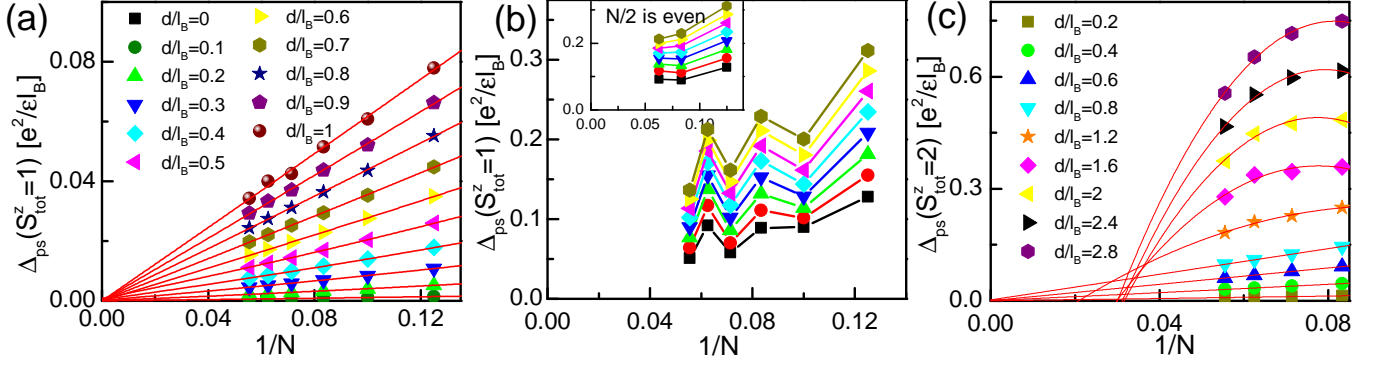 (a)
Δ_ps(S^z_tot=1) [e²/εl_B]
0.08
0.04
0.00
0.00 0.04 0.08 0.12
1/N
d/l_B=0
d/l_B=0.1
d/l_B=0.2
d/l_B=0.3
d/l_B=0.4
d/l_B=0.5
d/l_B=0.6
d/l_B=0.7
d/l_B=0.8
d/l_B=0.9
d/l_B=1
(b)
Δ_ps(S^z_tot=1) [e²/εl_B]
0.3
0.2
0.1
0.0
0.00 0.04 0.08 0.12
1/N
N/2 is even
0.2
0.0
0.00 0.05 0.10
(c)
Δ_ps(S^z_tot=2) [e²/εl_B]
0.6
0.3
0.0
0.00 0.04 0.08
1/N
d/l_B=0.2
d/l_B=0.4
d/l_B=0.6
d/l_B=0.8
d/l_B=1.2
d/l_B=1.6
d/l_B=2
d/l_B=2.4
d/l_B=2.8